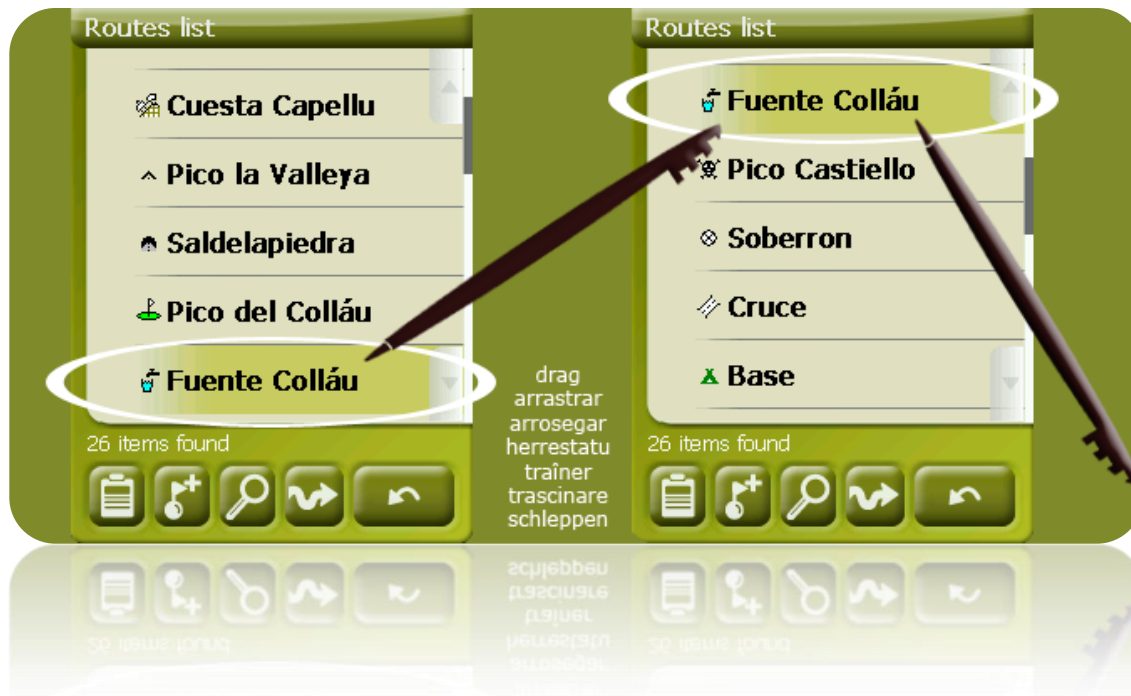 Routes list
Cuesta Capellu
Pico la Valleya
Saldelapiedra
Pico del Colláu
Fuente Colláu
26 items found
drag
arrastrar
arrosegar
herrestatu
traîner
trascinare
schleppen
Routes list
Fuente Colláu
Pico Castiello
Soberron
Cruce
Base
26 items found